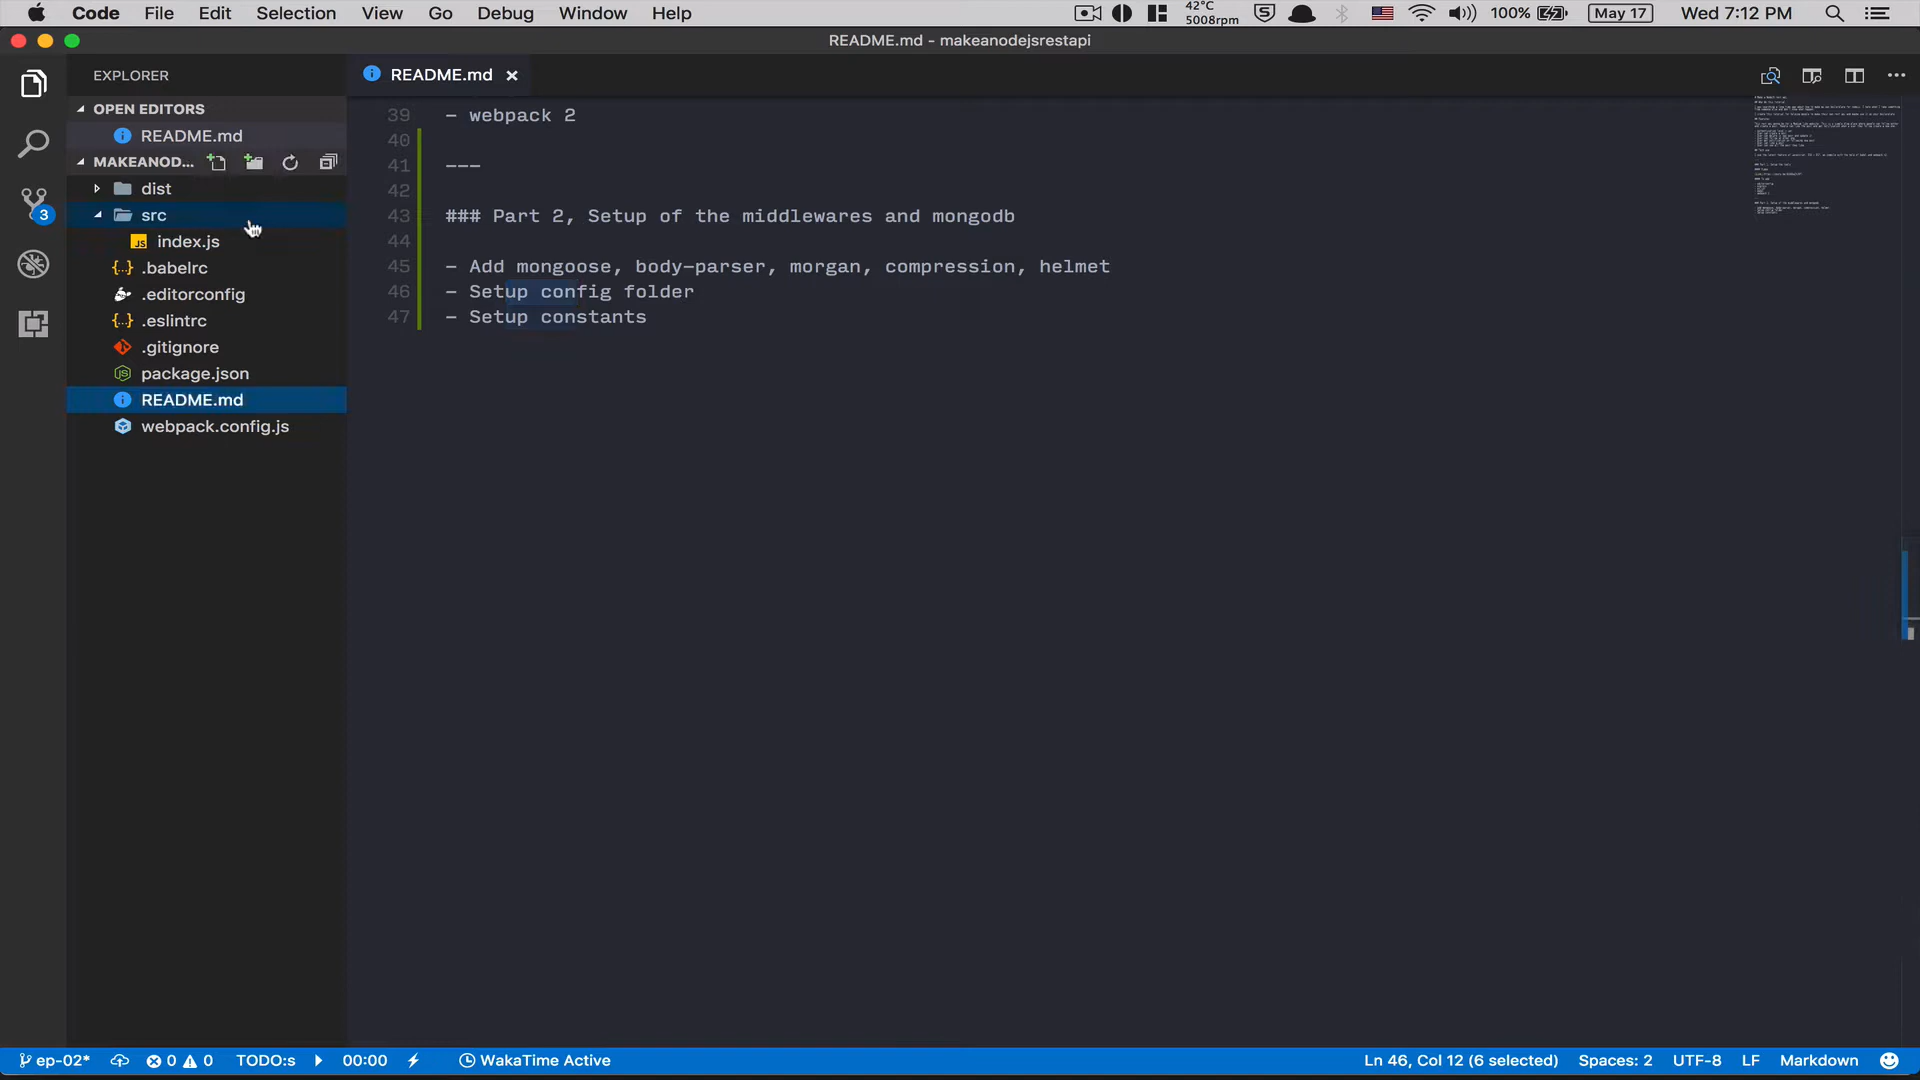 Code File Edit Selection View Go Debug Window Help 42°C 5008rpm 100% May 17 Wed 7:12 PM
README.md - makeanodejsrestapi
EXPLORER
README.md
OPEN EDITORS
README.md
MAKEANOD...
dist
src
index.js
.babelrc
.editorconfig
.eslintrc
.gitignore
package.json
README.md
webpack.config.js
3
39 - webpack 2
40
41 ---
42
43 ### Part 2, Setup of the middlewares and mongodb
44
45 - Add mongoose, body-parser, morgan, compression, helmet
46 - Setup config folder
47 - Setup constants
ep-02* 0 0 TODO:s 00:00 WakaTime Active Ln 46, Col 12 (6 selected) Spaces: 2 UTF-8 LF Markdown